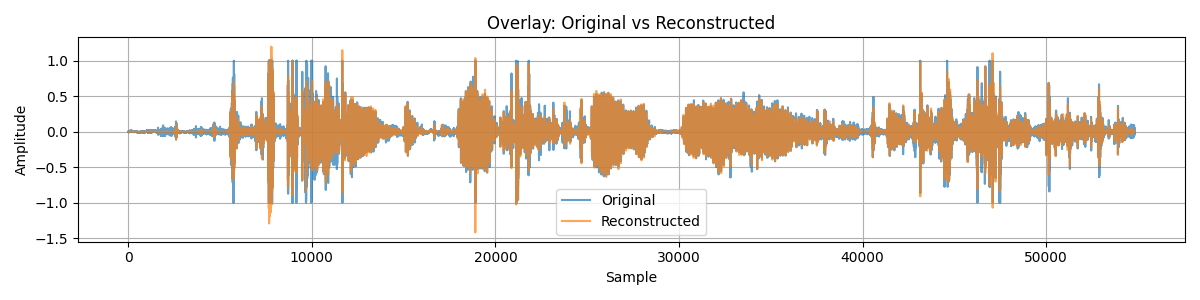 Overlay: Original vs Reconstructed
Amplitude
1.0
0.5
0.0
−0.5
−1.0
−1.5
Original
Reconstructed
0 10000 20000 30000 40000 50000
Sample